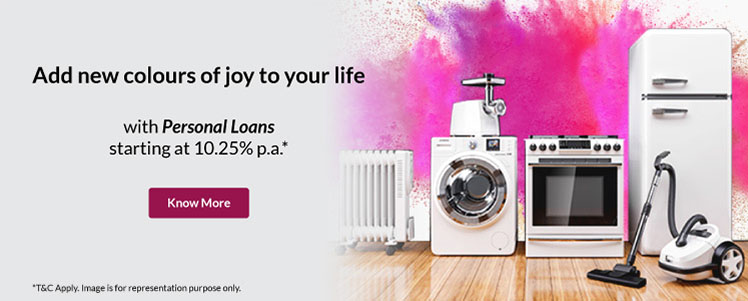 Add new colours of joy to your life
with Personal Loans
starting at 10.25% p.a.*
Know More
*T&C Apply. Image is for representation purpose only.